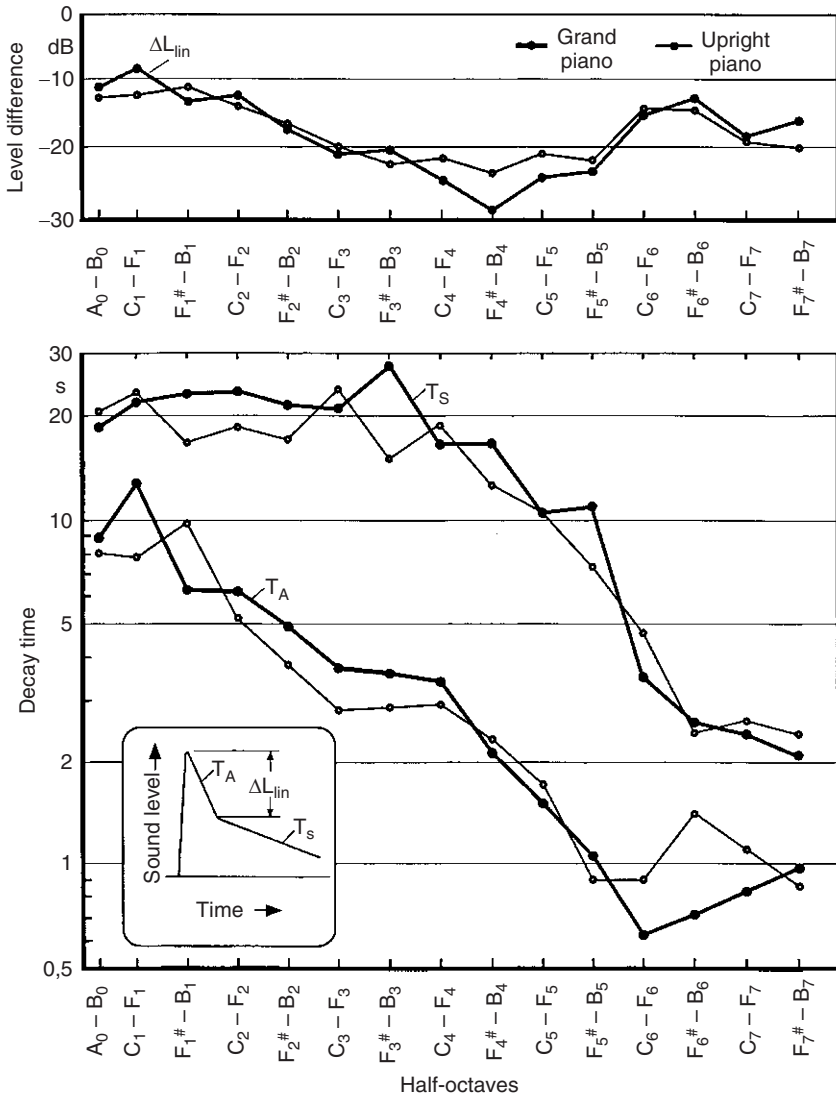 0
dB
−10
−20
−30
Level difference
ΔL_lin
Grand piano
Upright piano
A₀ – B₀
C₁ – F₁
F₁# – B₁
C₂ – F₂
F₂# – B₂
C₃ – F₃
F₃# – B₃
C₄ – F₄
F₄# – B₄
C₅ – F₅
F₅# – B₅
C₆ – F₆
F₆# – B₆
C₇ – F₇
F₇# – B₇
30
s
20
10
5
2
1
0,5
Decay time
T_S
T_A
Sound level
T_A
ΔL_lin
T_s
Time
A₀ – B₀
C₁ – F₁
F₁# – B₁
C₂ – F₂
F₂# – B₂
C₃ – F₃
F₃# – B₃
C₄ – F₄
F₄# – B₄
C₅ – F₅
F₅# – B₅
C₆ – F₆
F₆# – B₆
C₇ – F₇
F₇# – B₇
Half-octaves